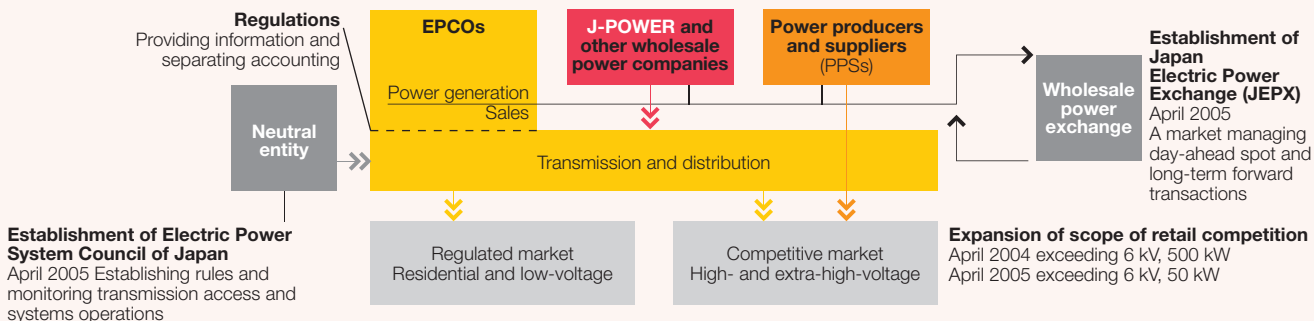 Regulations
Providing information and
separating accounting
EPCOs
Power generation
Sales
J-POWER and
other wholesale
power companies
Power producers
and suppliers
(PPSs)
Wholesale
power
exchange
Establishment of
Japan
Electric Power
Exchange (JEPX)
April 2005
A market managing
day-ahead spot and
long-term forward
transactions
Neutral
entity
Transmission and distribution
Establishment of Electric Power
System Council of Japan
April 2005 Establishing rules and
monitoring transmission access and
systems operations
Regulated market
Residential and low-voltage
Competitive market
High- and extra-high-voltage
Expansion of scope of retail competition
April 2004 exceeding 6 kV, 500 kW
April 2005 exceeding 6 kV, 50 kW